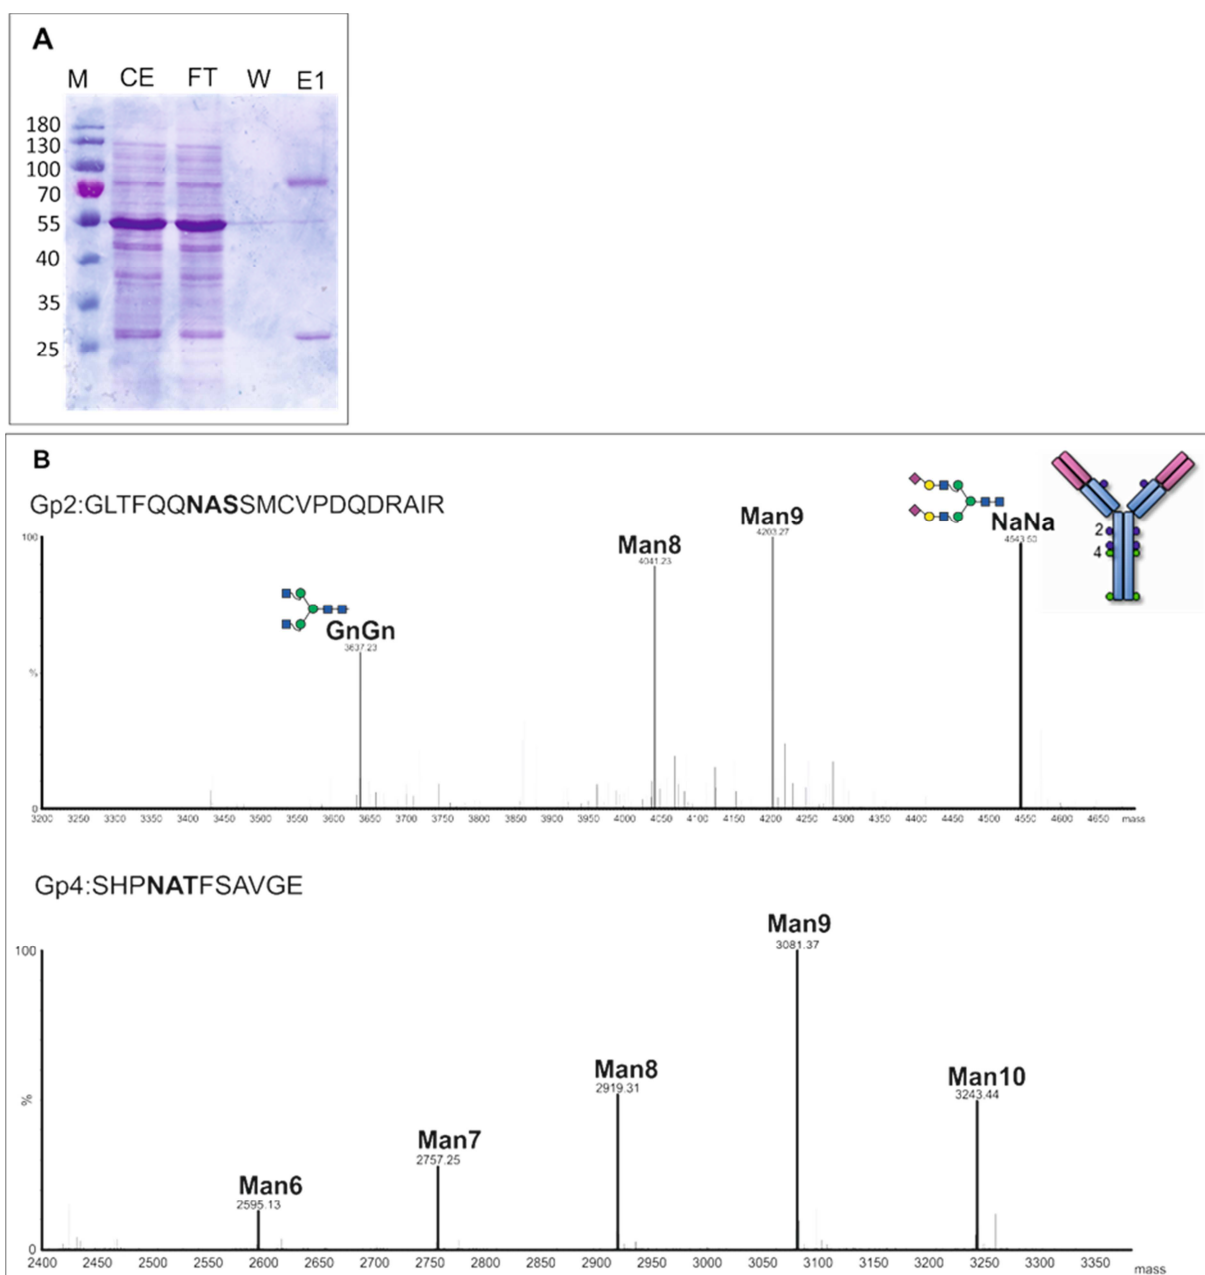 A
M CE FT W E1
180
130
100
70
55
40
35
25
B
Gp2:GLTFQQNASSMCVPDQDRAIR
NaNa
4543.50
2
4
Man9
4203.27
Man8
4041.23
GnGn
3637.23
100
%
0
3200 3250 3300 3350 3400 3450 3500 3550 3600 3650 3700 3750 3800 3850 3900 3950 4000 4050 4100 4150 4200 4250 4300 4350 4400 4450 4500 4550 4600 4650 mass
Gp4:SHPNATFSAVGE
Man9
3081.37
Man8
2919.31
Man10
3243.44
Man7
2757.25
Man6
2595.13
100
%
0
2400 2450 2500 2550 2600 2650 2700 2750 2800 2850 2900 2950 3000 3050 3100 3150 3200 3250 3300 3350 mass